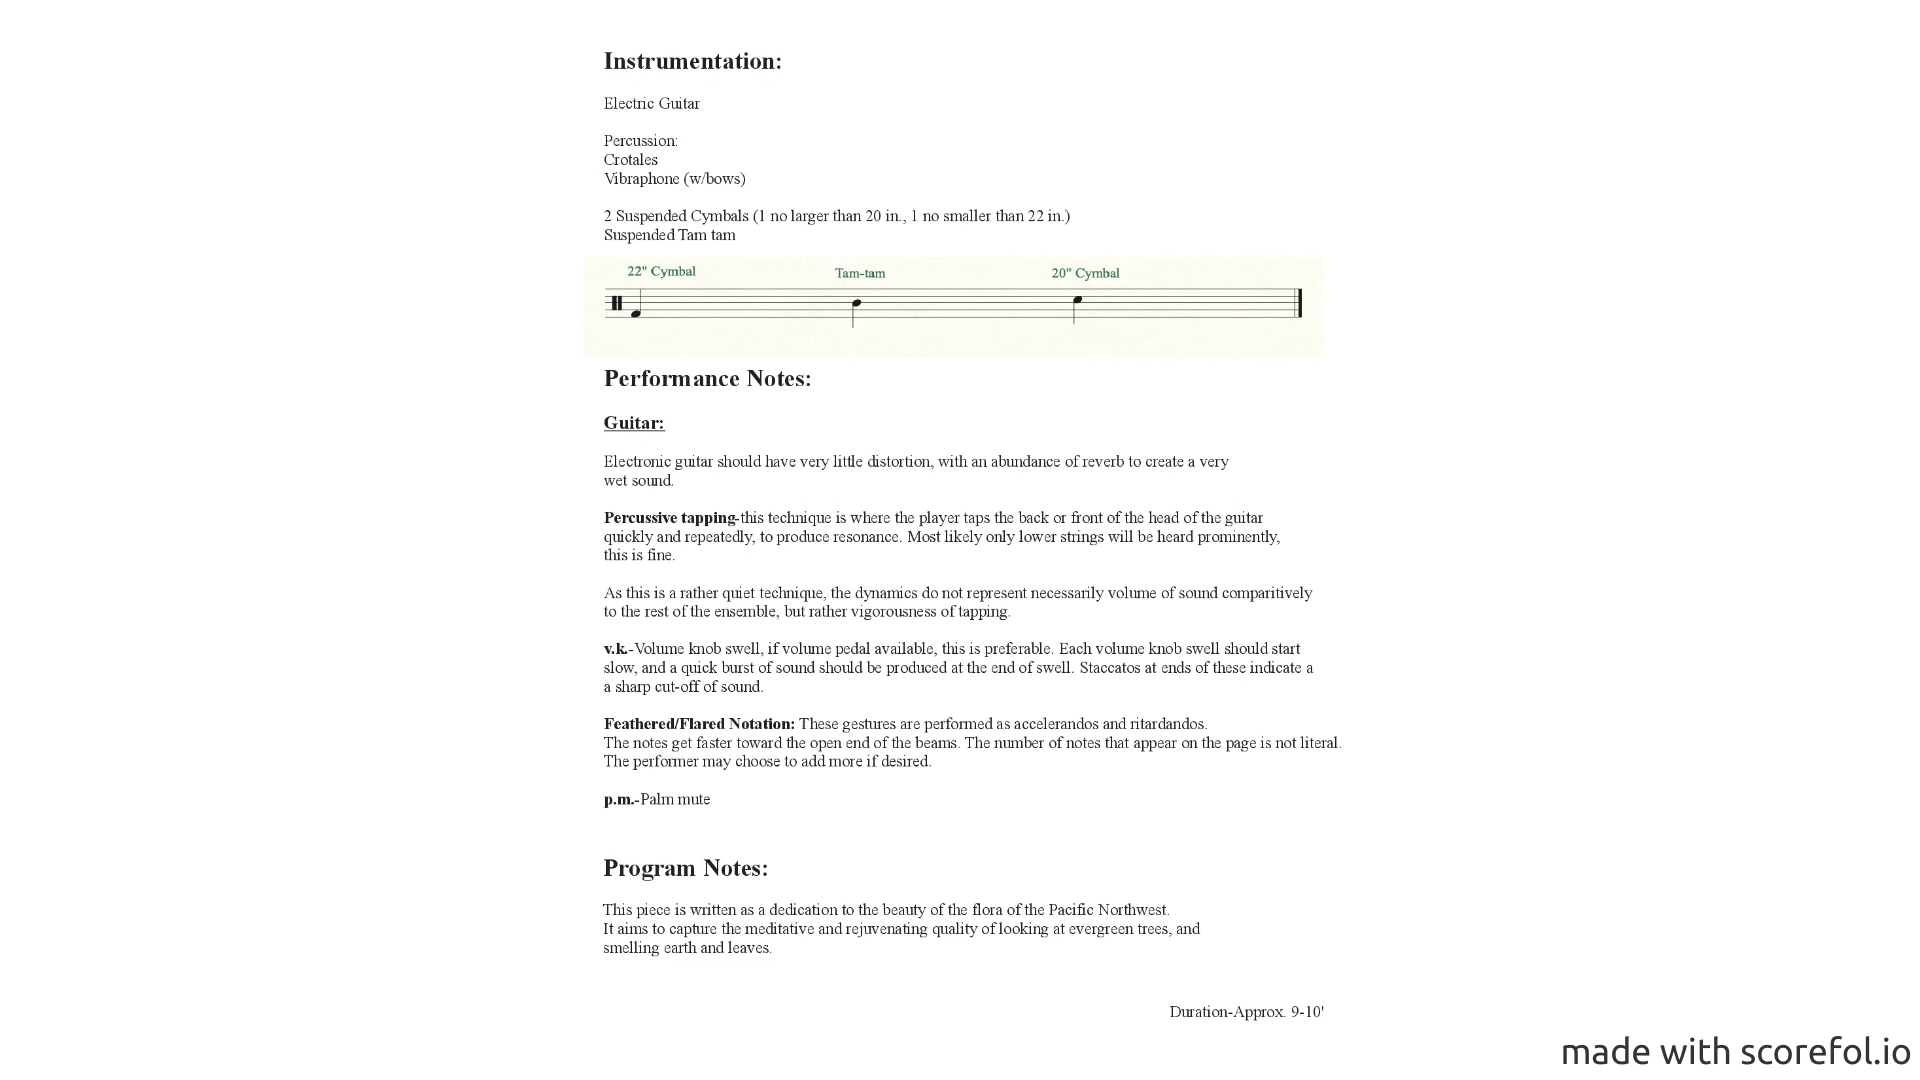 Instrumentation:
Electric Guitar
Percussion:
Crotales
Vibraphone (w/bows)
2 Suspended Cymbals (1 no larger than 20 in., 1 no smaller than 22 in.)
Suspended Tam tam
22" Cymbal Tam-tam 20" Cymbal
Performance Notes:
Guitar:
Electronic guitar should have very little distortion, with an abundance of reverb to create a very
wet sound.
Percussive tapping-this technique is where the player taps the back or front of the head of the guitar
quickly and repeatedly, to produce resonance. Most likely only lower strings will be heard prominently,
this is fine.
As this is a rather quiet technique, the dynamics do not represent necessarily volume of sound comparitively
to the rest of the ensemble, but rather vigorousness of tapping.
v.k.-Volume knob swell, if volume pedal available, this is preferable. Each volume knob swell should start
slow, and a quick burst of sound should be produced at the end of swell. Staccatos at ends of these indicate a
a sharp cut-off of sound.
Feathered/Flared Notation: These gestures are performed as accelerandos and ritardandos.
The notes get faster toward the open end of the beams. The number of notes that appear on the page is not literal.
The performer may choose to add more if desired.
p.m.-Palm mute
Program Notes:
This piece is written as a dedication to the beauty of the flora of the Pacific Northwest.
It aims to capture the meditative and rejuvenating quality of looking at evergreen trees, and
smelling earth and leaves.
Duration-Approx. 9-10'
made with scorefol.io